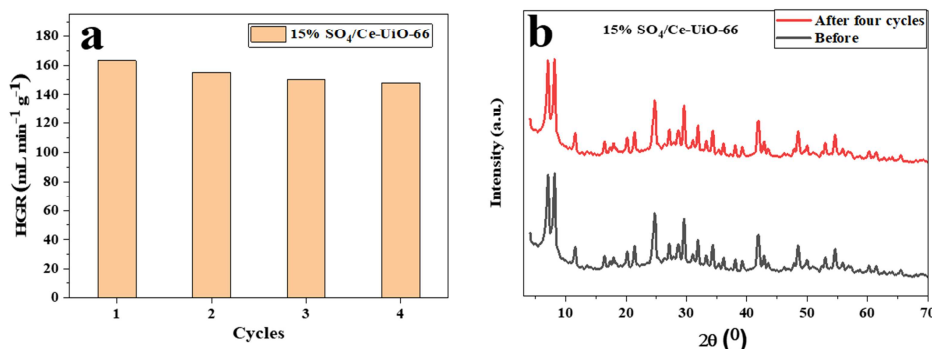 a
15% SO₄/Ce-UiO-66
HGR (mL min⁻¹ g⁻¹)
180
160
140
120
100
80
60
40
20
0
1 2 3 4
Cycles
b
15% SO₄/Ce-UiO-66
After four cycles
Before
Intensity (a.u.)
10 20 30 40 50 60 70
2θ (⁰)